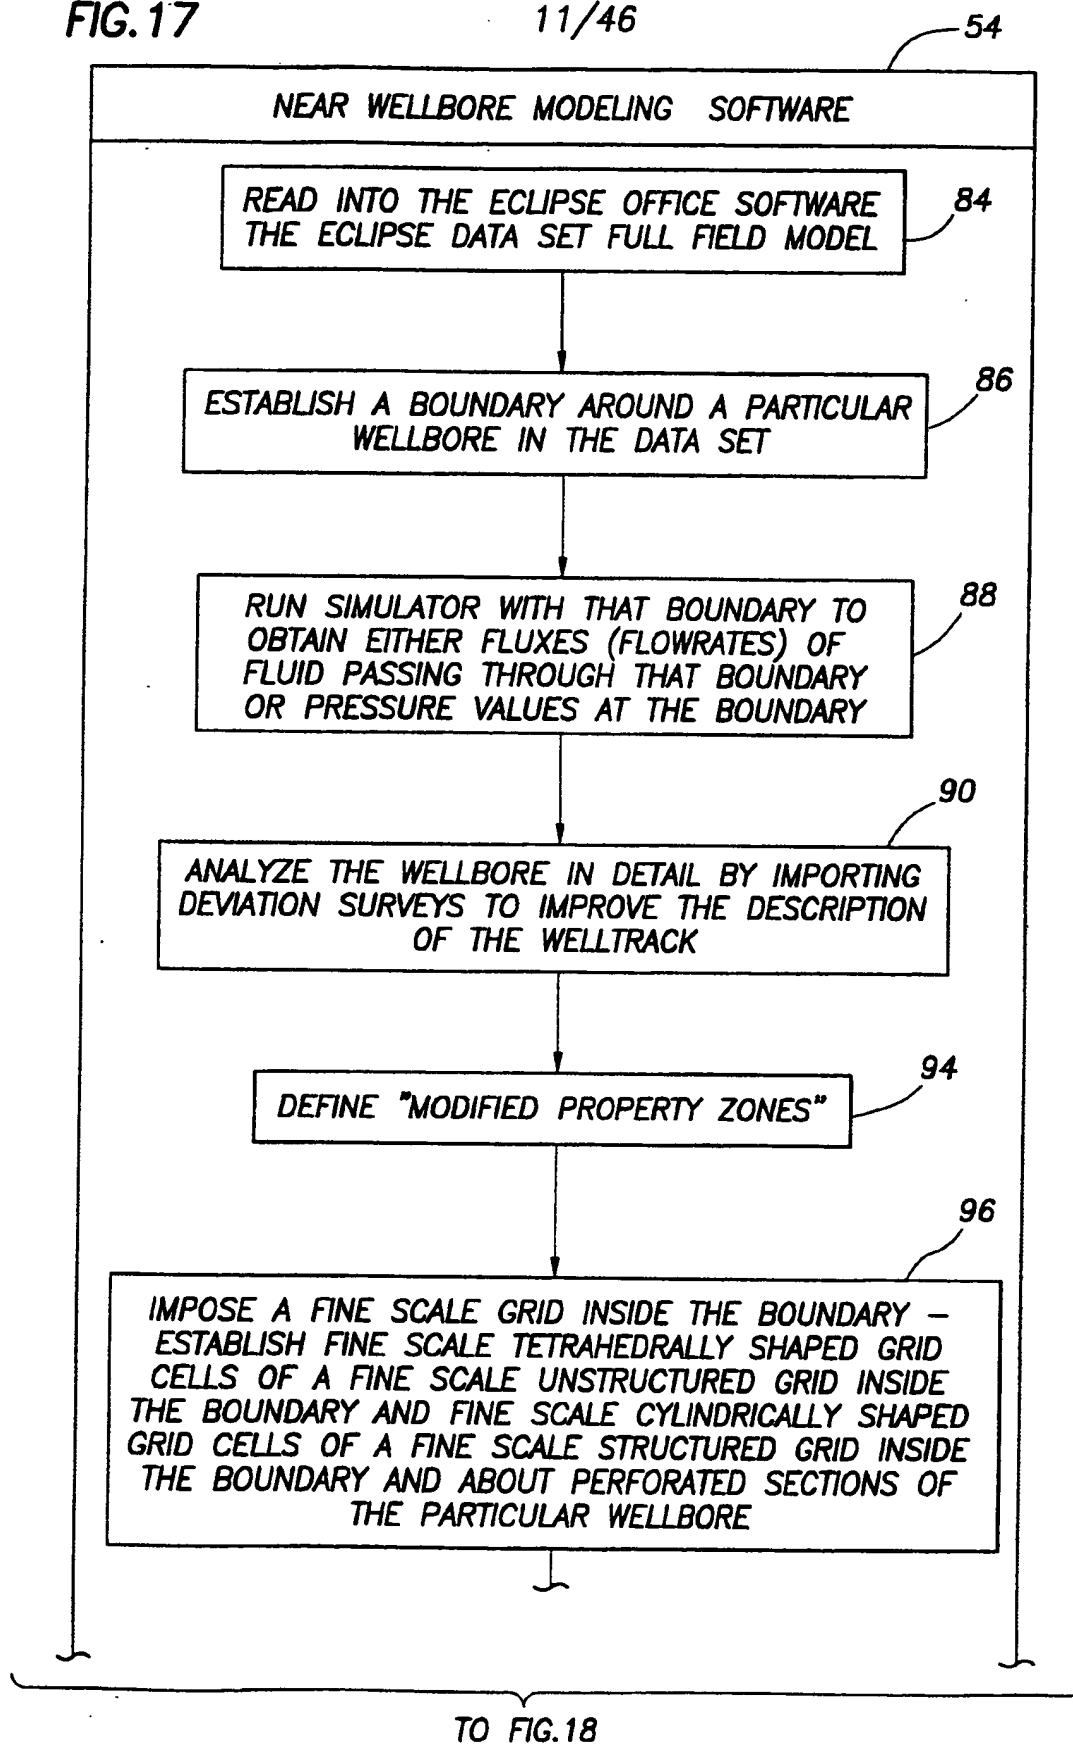 FIG.17
11/46
54
NEAR WELLBORE MODELING SOFTWARE
READ INTO THE ECLIPSE OFFICE SOFTWARE
THE ECLIPSE DATA SET FULL FIELD MODEL
84
ESTABLISH A BOUNDARY AROUND A PARTICULAR
WELLBORE IN THE DATA SET
86
RUN SIMULATOR WITH THAT BOUNDARY TO
OBTAIN EITHER FLUXES (FLOWRATES) OF
FLUID PASSING THROUGH THAT BOUNDARY
OR PRESSURE VALUES AT THE BOUNDARY
88
ANALYZE THE WELLBORE IN DETAIL BY IMPORTING
DEVIATION SURVEYS TO IMPROVE THE DESCRIPTION
OF THE WELLTRACK
90
DEFINE "MODIFIED PROPERTY ZONES"
94
IMPOSE A FINE SCALE GRID INSIDE THE BOUNDARY –
ESTABLISH FINE SCALE TETRAHEDRALLY SHAPED GRID
CELLS OF A FINE SCALE UNSTRUCTURED GRID INSIDE
THE BOUNDARY AND FINE SCALE CYLINDRICALLY SHAPED
GRID CELLS OF A FINE SCALE STRUCTURED GRID INSIDE
THE BOUNDARY AND ABOUT PERFORATED SECTIONS OF
THE PARTICULAR WELLBORE
96
TO FIG.18